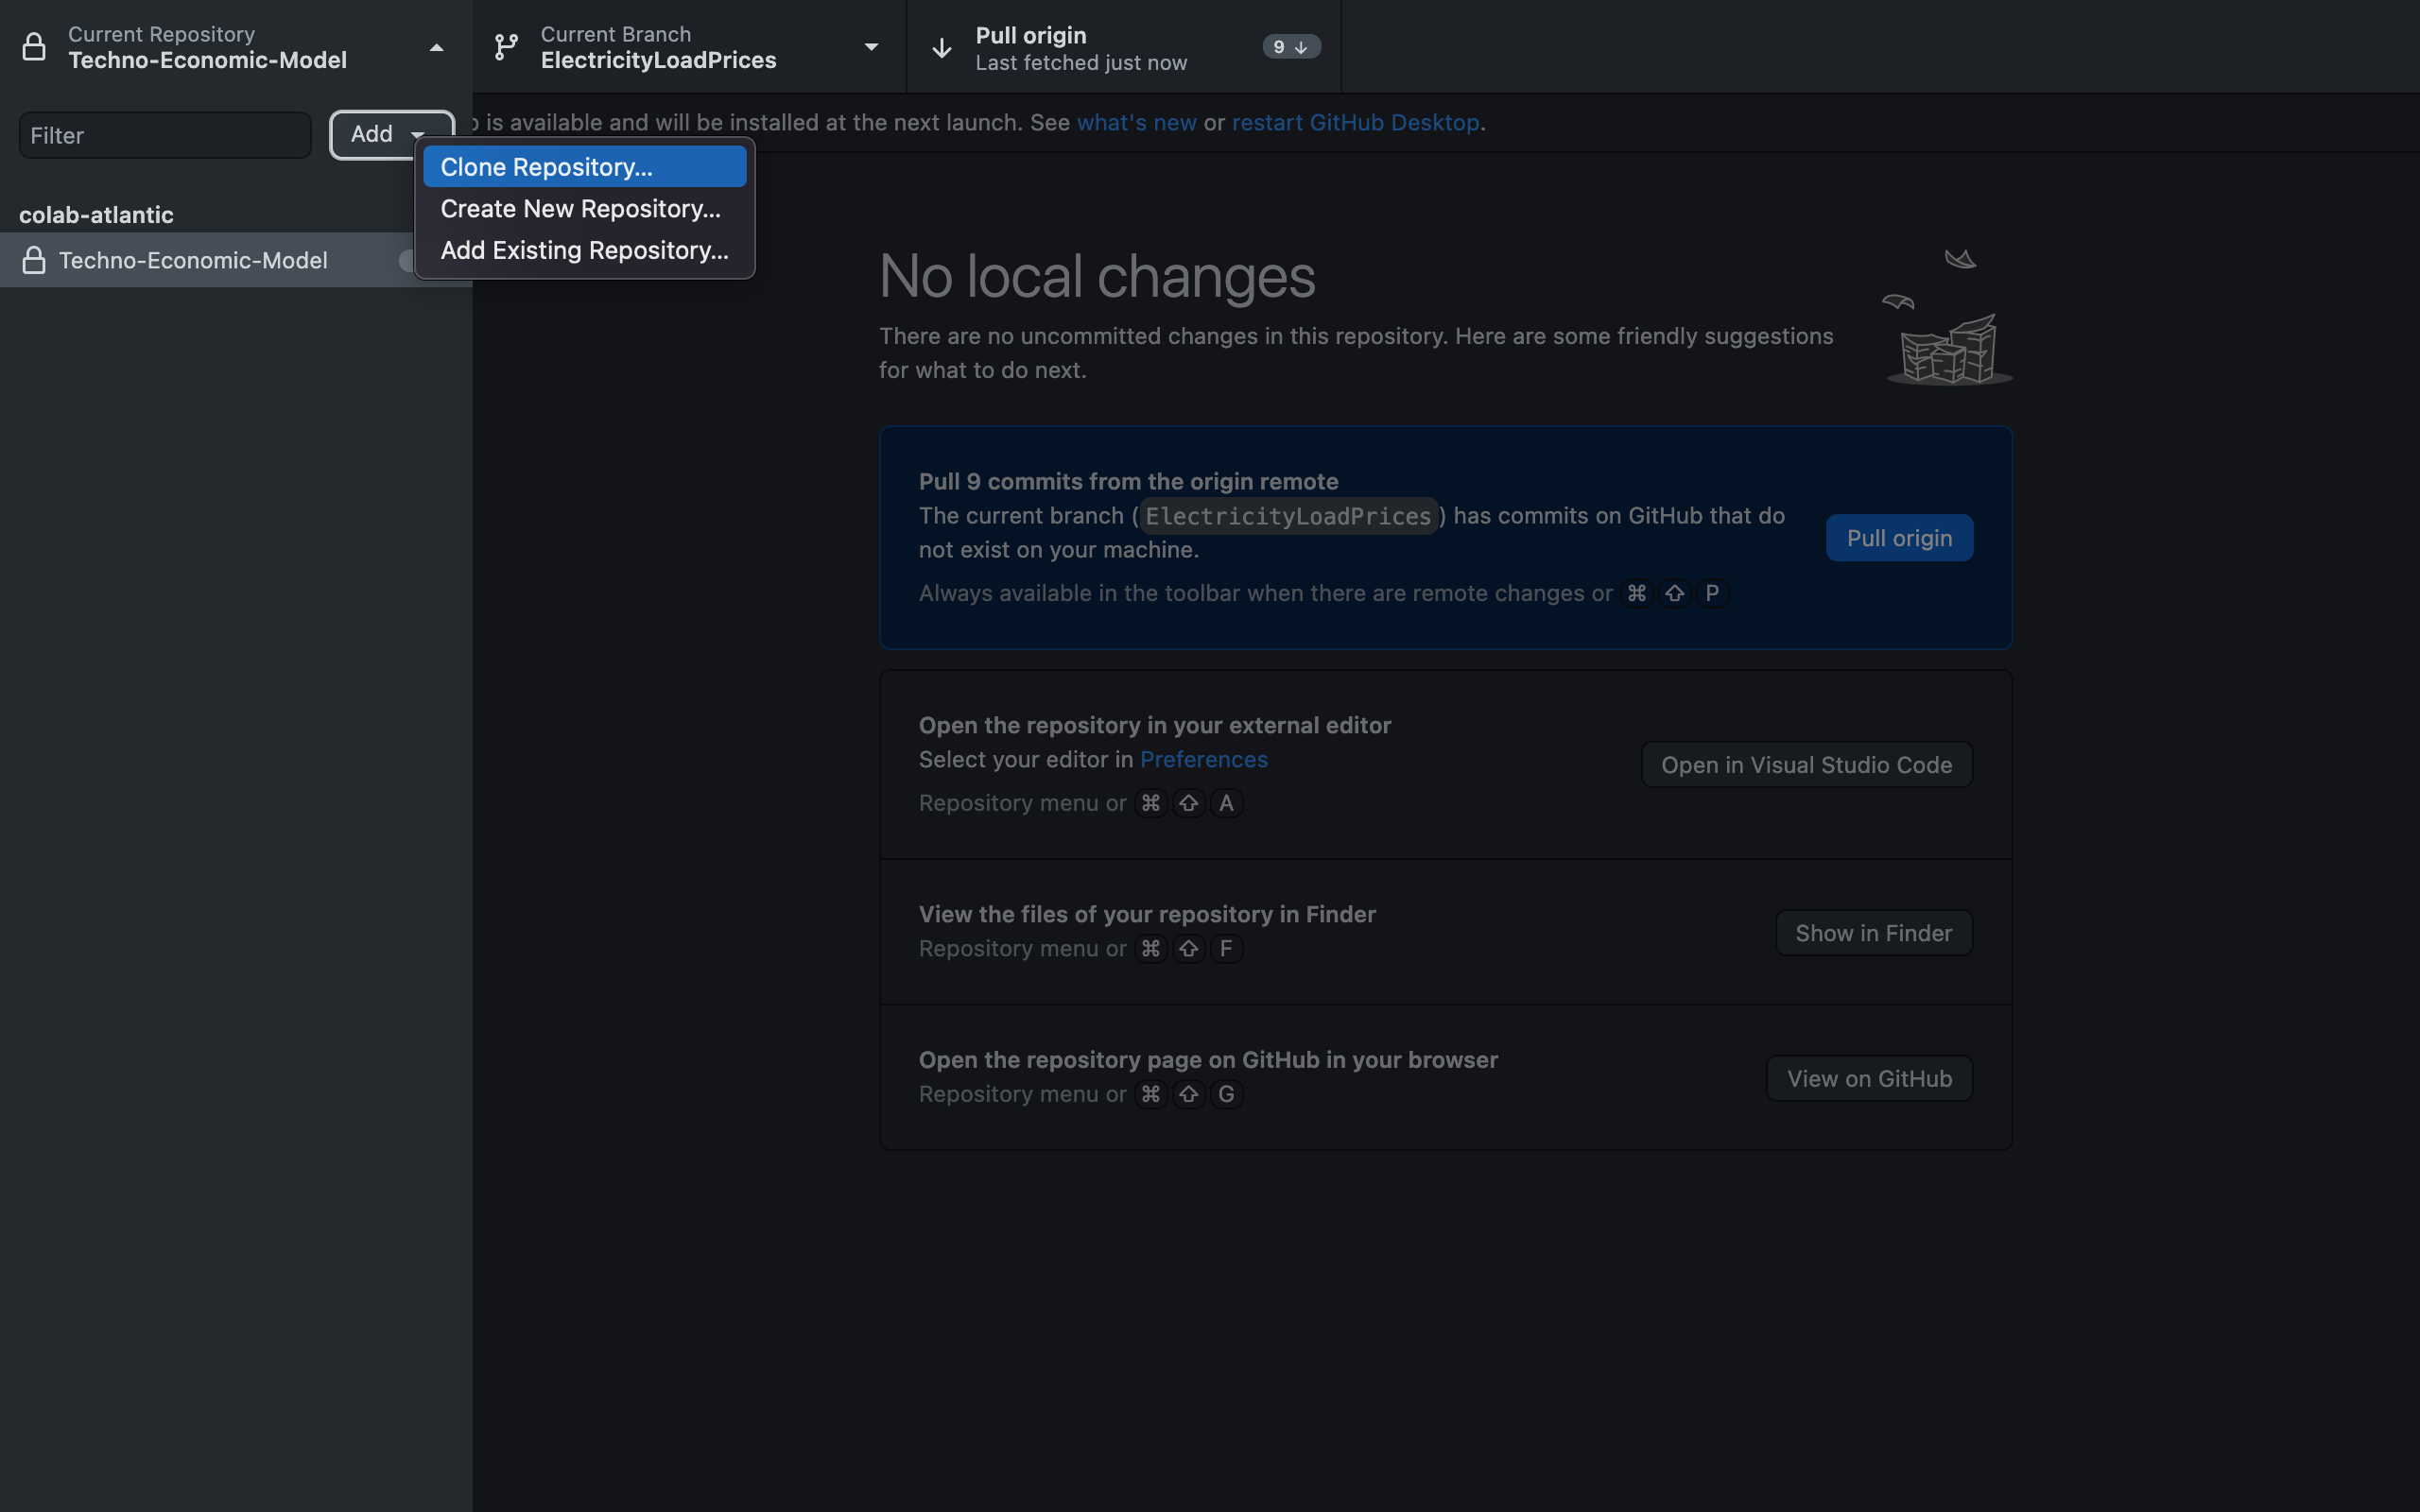 Current Repository
Techno-Economic-Model
Current Branch
ElectricityLoadPrices
Pull origin
Last fetched just now
9
Filter
Add
is available and will be installed at the next launch. See what's new or restart GitHub Desktop.
Clone Repository...
Create New Repository...
Add Existing Repository...
colab-atlantic
Techno-Economic-Model
No local changes
There are no uncommitted changes in this repository. Here are some friendly suggestions
for what to do next.
Pull 9 commits from the origin remote
The current branch (ElectricityLoadPrices) has commits on GitHub that do
not exist on your machine.
Always available in the toolbar when there are remote changes or ⌘ ⇧ P
Pull origin
Open the repository in your external editor
Select your editor in Preferences
Repository menu or ⌘ ⇧ A
Open in Visual Studio Code
View the files of your repository in Finder
Repository menu or ⌘ ⇧ F
Show in Finder
Open the repository page on GitHub in your browser
Repository menu or ⌘ ⇧ G
View on GitHub